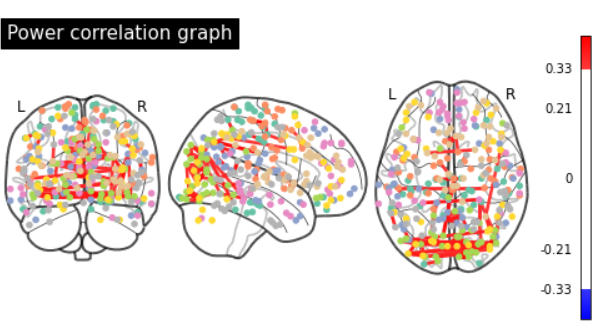 Power correlation graph
L
R
L
R
0.33
0.21
0
-0.21
-0.33